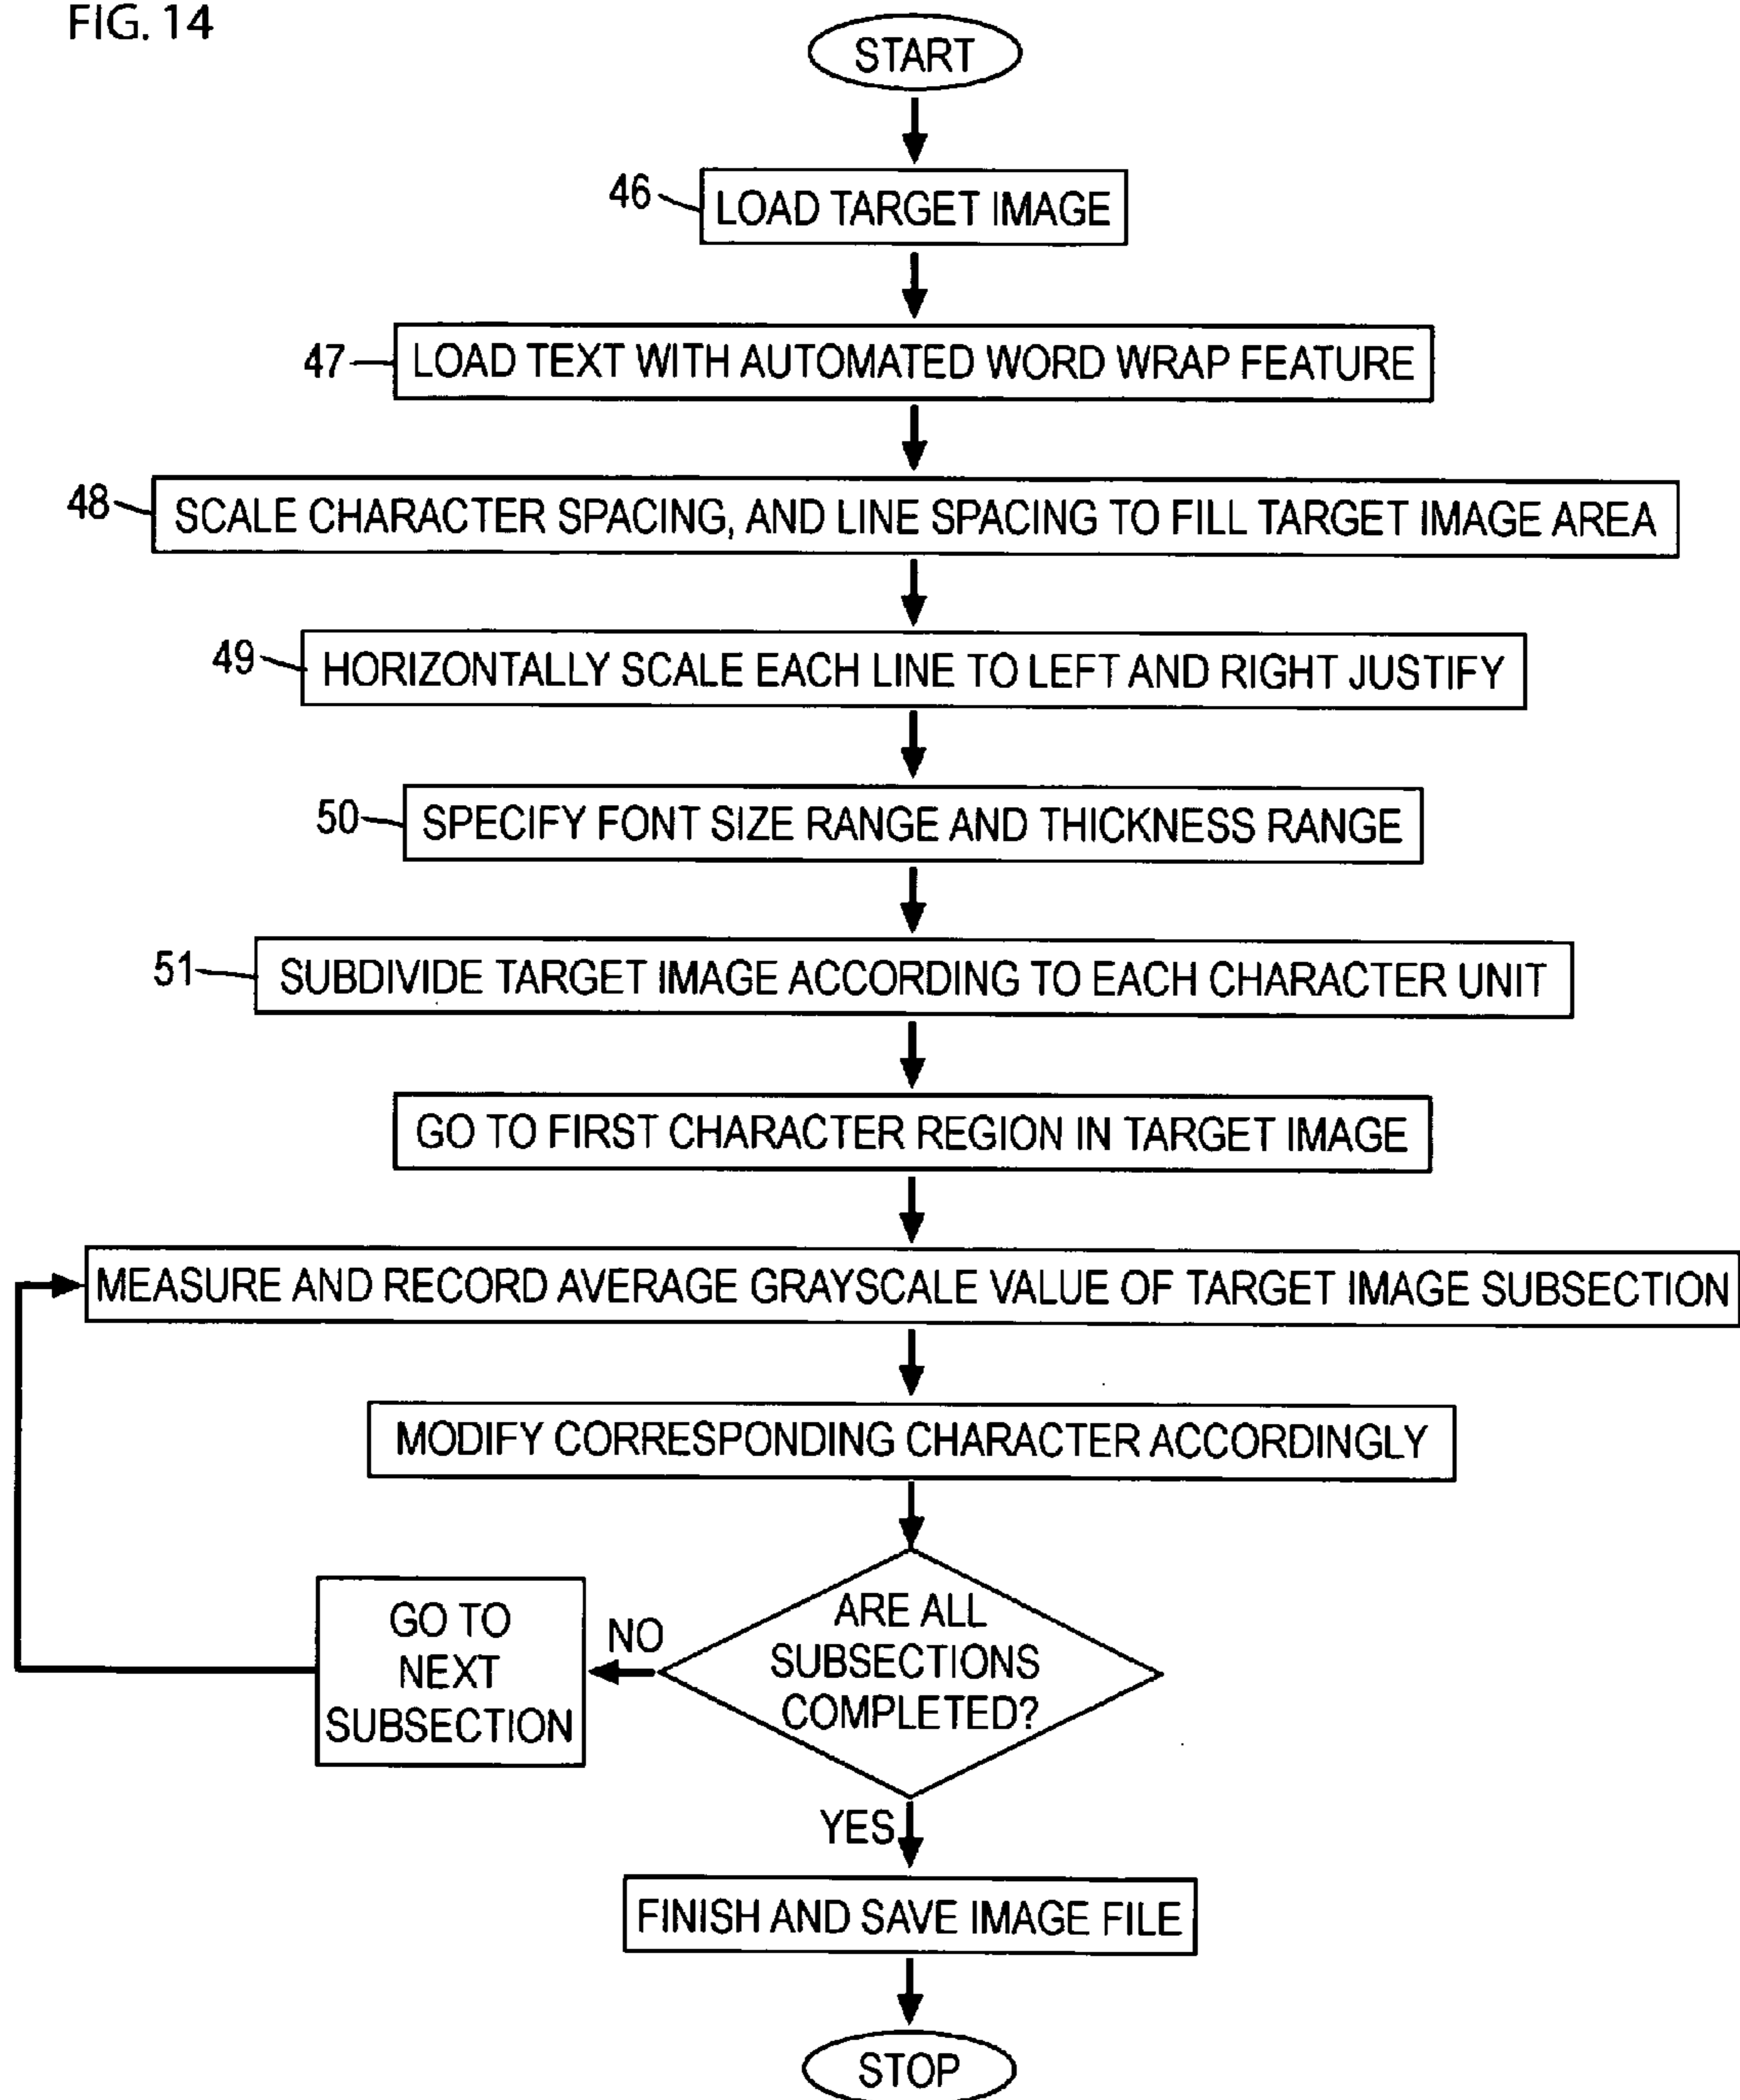 FIG. 14
START
46
LOAD TARGET IMAGE
47
LOAD TEXT WITH AUTOMATED WORD WRAP FEATURE
48
SCALE CHARACTER SPACING, AND LINE SPACING TO FILL TARGET IMAGE AREA
49
HORIZONTALLY SCALE EACH LINE TO LEFT AND RIGHT JUSTIFY
50
SPECIFY FONT SIZE RANGE AND THICKNESS RANGE
51
SUBDIVIDE TARGET IMAGE ACCORDING TO EACH CHARACTER UNIT
GO TO FIRST CHARACTER REGION IN TARGET IMAGE
MEASURE AND RECORD AVERAGE GRAYSCALE VALUE OF TARGET IMAGE SUBSECTION
MODIFY CORRESPONDING CHARACTER ACCORDINGLY
ARE ALL
SUBSECTIONS
COMPLETED?
NO
GO TO
NEXT
SUBSECTION
YES
FINISH AND SAVE IMAGE FILE
STOP